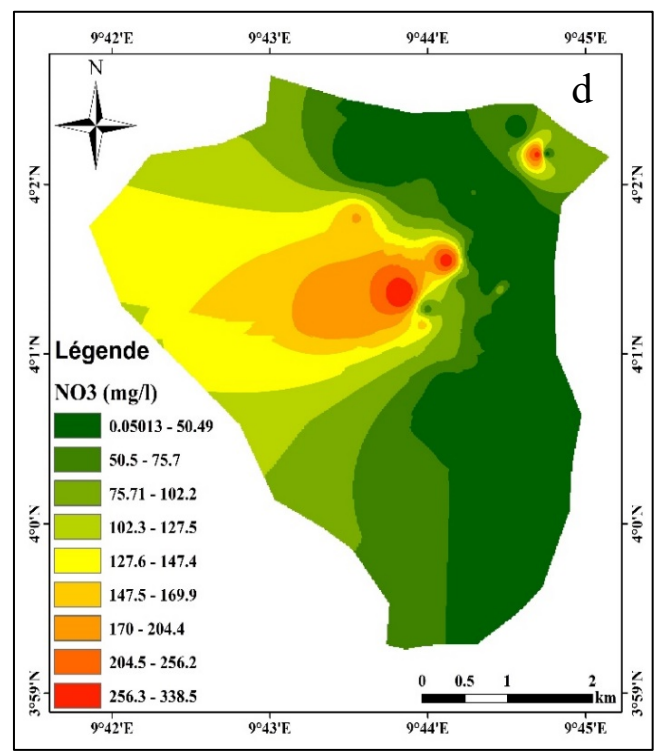 9°42'E 9°43'E 9°44'E 9°45'E
N
d
4°2'N 4°2'N
4°1'N 4°1'N
Légende
NO3 (mg/l)
0.05013 - 50.49
50.5 - 75.7
75.71 - 102.2
102.3 - 127.5
127.6 - 147.4
147.5 - 169.9
170 - 204.4
204.5 - 256.2
256.3 - 338.5
4°0'N 4°0'N
0 0.5 1 2
km
3°59'N 3°59'N
9°42'E 9°43'E 9°44'E 9°45'E